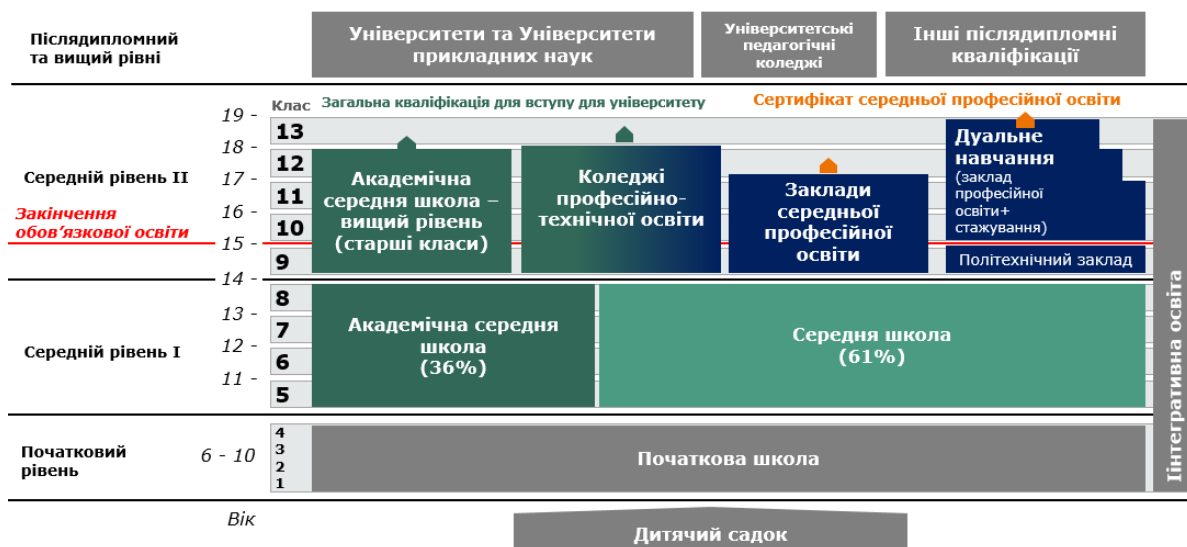 Післядипломний
та вищий рівні
Університети та Університети
прикладних наук
Університетські
педагогічні
коледжі
Інші післядипломні
кваліфікації
Клас
Загальна кваліфікація для вступу для університету
Сертифікат середньої професійної освіти
19 -
13
18 -
12
17 -
11
16 -
10
15 -
9
14 -
Середній рівень II
Закінчення
обов’язкової освіти
Академічна
середня школа –
вищий рівень
(старші класи)
Коледжі
професійно-
технічної освіти
Заклади
середньої
професійної
освіти
Дуальне
навчання
(заклад
професійної
освіти+
стажування)
Політехнічний заклад
Середній рівень I
8
13 -
7
12 -
6
11 -
5
Академічна середня
школа
(36%)
Середня школа
(61%)
Іінтегративна освіта
Початковий
рівень
6 - 10
4
3
2
1
Початкова школа
Вік
Дитячий садок